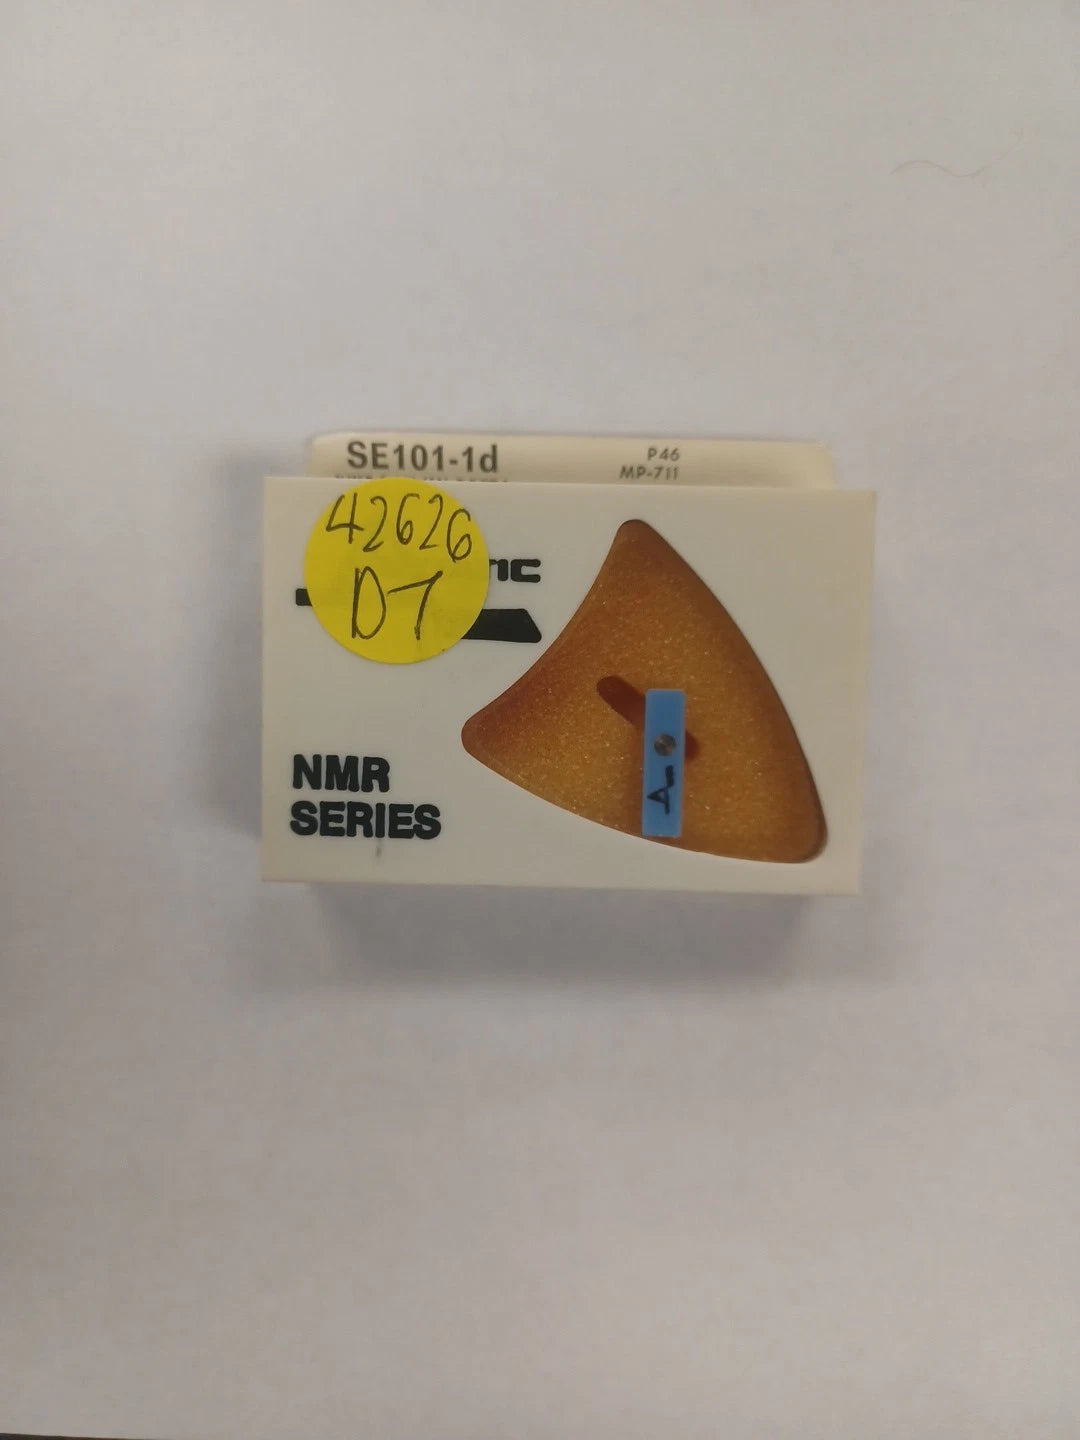 SE101-1d
P46
MP-711
42626
D7
NMR
SERIES